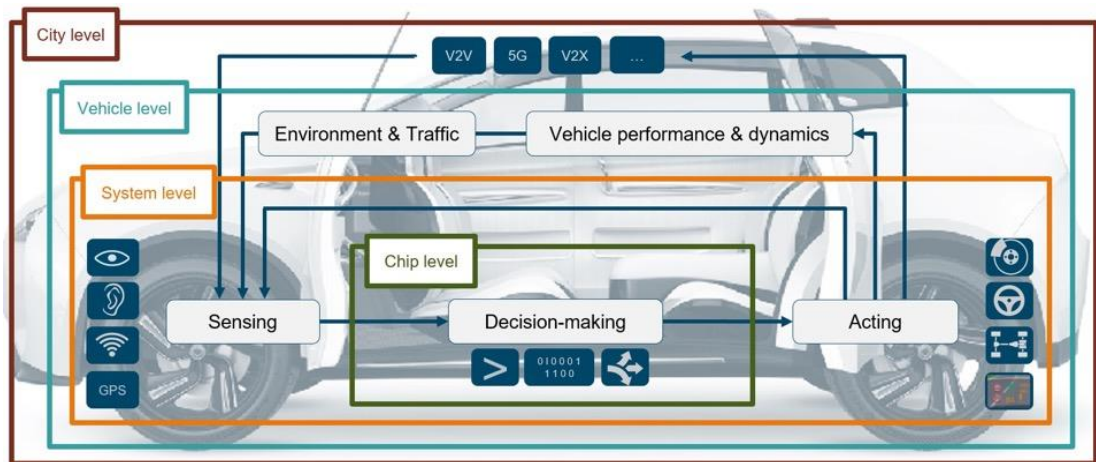 City level
V2V
5G
V2X
...
Vehicle level
Environment & Traffic
Vehicle performance & dynamics
System level
Chip level
Sensing
Decision-making
Acting
>
010001
1100
GPS